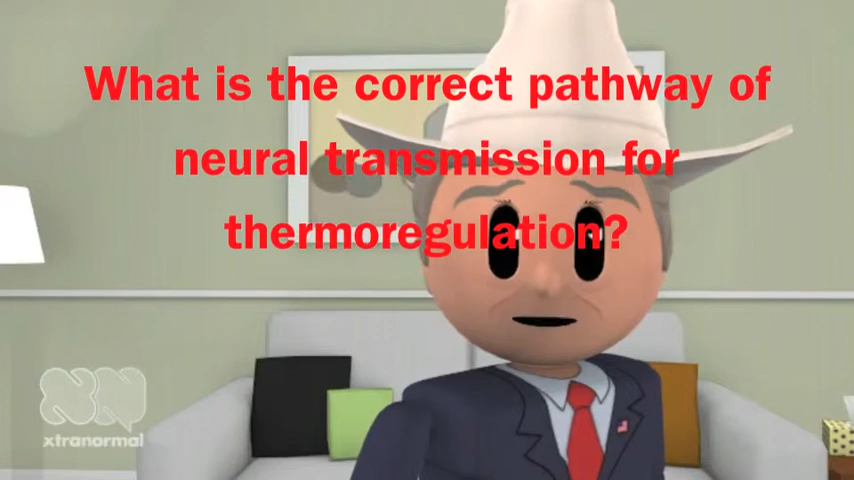 What is the correct pathway of
neural transmission for
thermoregulation?
xtranormal